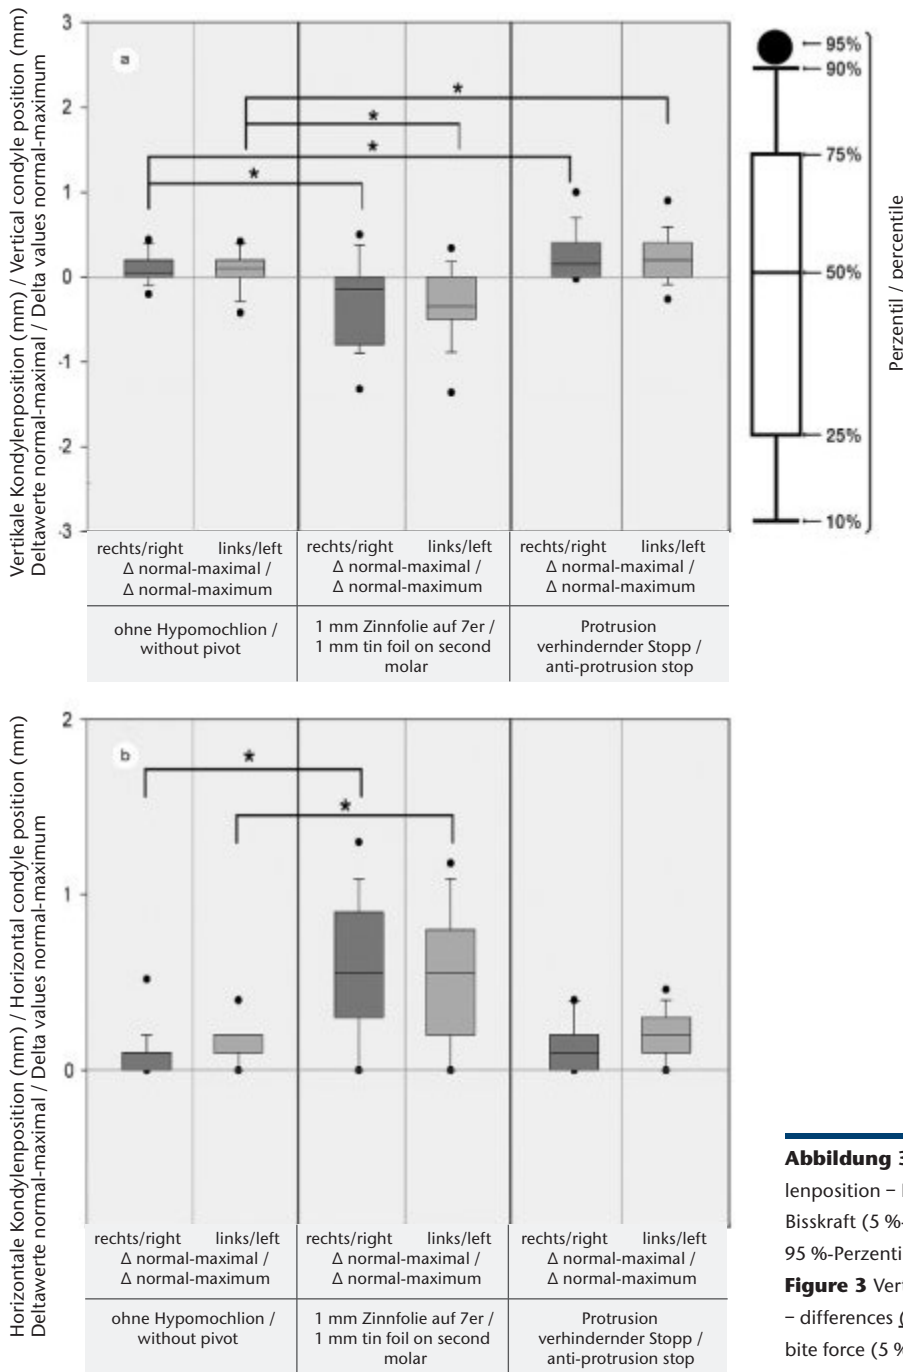 Vertikale Kondylenposition (mm) / Vertical condyle position (mm)
Deltawerte normal-maximal / Delta values normal-maximum
3
2
1
0
-1
-2
-3
a
*
*
*
*
95%
90%
75%
50%
25%
10%
Perzentil / percentile
rechts/right links/left rechts/right links/left rechts/right links/left
Δ normal-maximal / Δ normal-maximal / Δ normal-maximal /
Δ normal-maximum Δ normal-maximum Δ normal-maximum
ohne Hypomochlion / 1 mm Zinnfolie auf 7er / Protrusion
without pivot 1 mm tin foil on second verhindernder Stopp /
molar anti-protrusion stop
Horizontale Kondylenposition (mm) / Horizontal condyle position (mm)
Deltawerte normal-maximal / Delta values normal-maximum
2
1
0
b
*
*
rechts/right links/left rechts/right links/left rechts/right links/left
Δ normal-maximal / Δ normal-maximal / Δ normal-maximal /
Δ normal-maximum Δ normal-maximum Δ normal-maximum
ohne Hypomochlion / 1 mm Zinnfolie auf 7er / Protrusion
without pivot 1 mm tin foil on second verhindernder Stopp /
molar anti-protrusion stop
Abbildung 3
lenposition –
Bisskraft (5 %-
95 %-Perzenti
Figure 3 Ver
– differences (
bite force (5 %